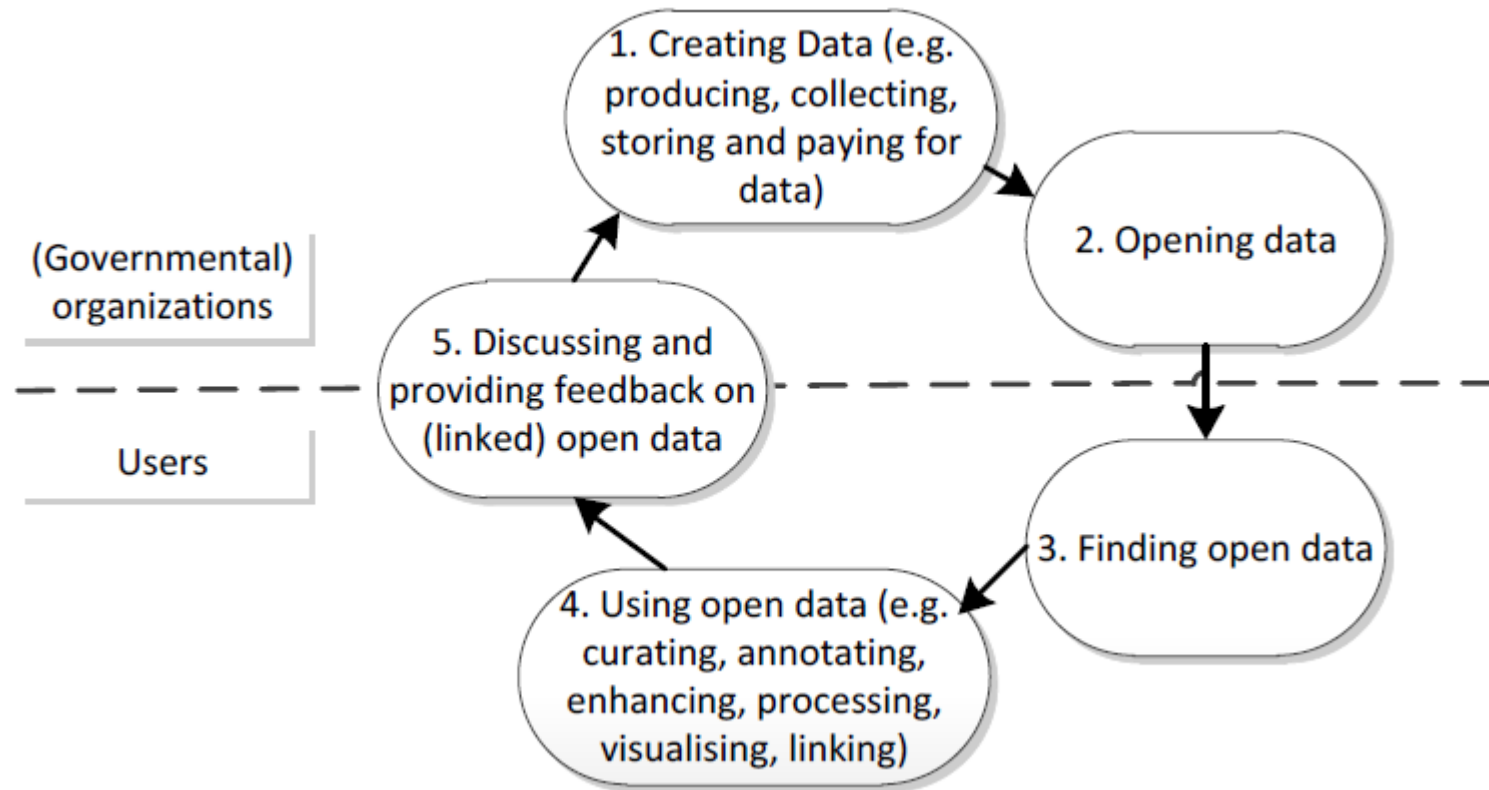 1. Creating Data (e.g.
producing, collecting,
storing and paying for
data)
2. Opening data
(Governmental)
organizations
5. Discussing and
providing feedback on
(linked) open data
Users
3. Finding open data
4. Using open data (e.g.
curating, annotating,
enhancing, processing,
visualising, linking)